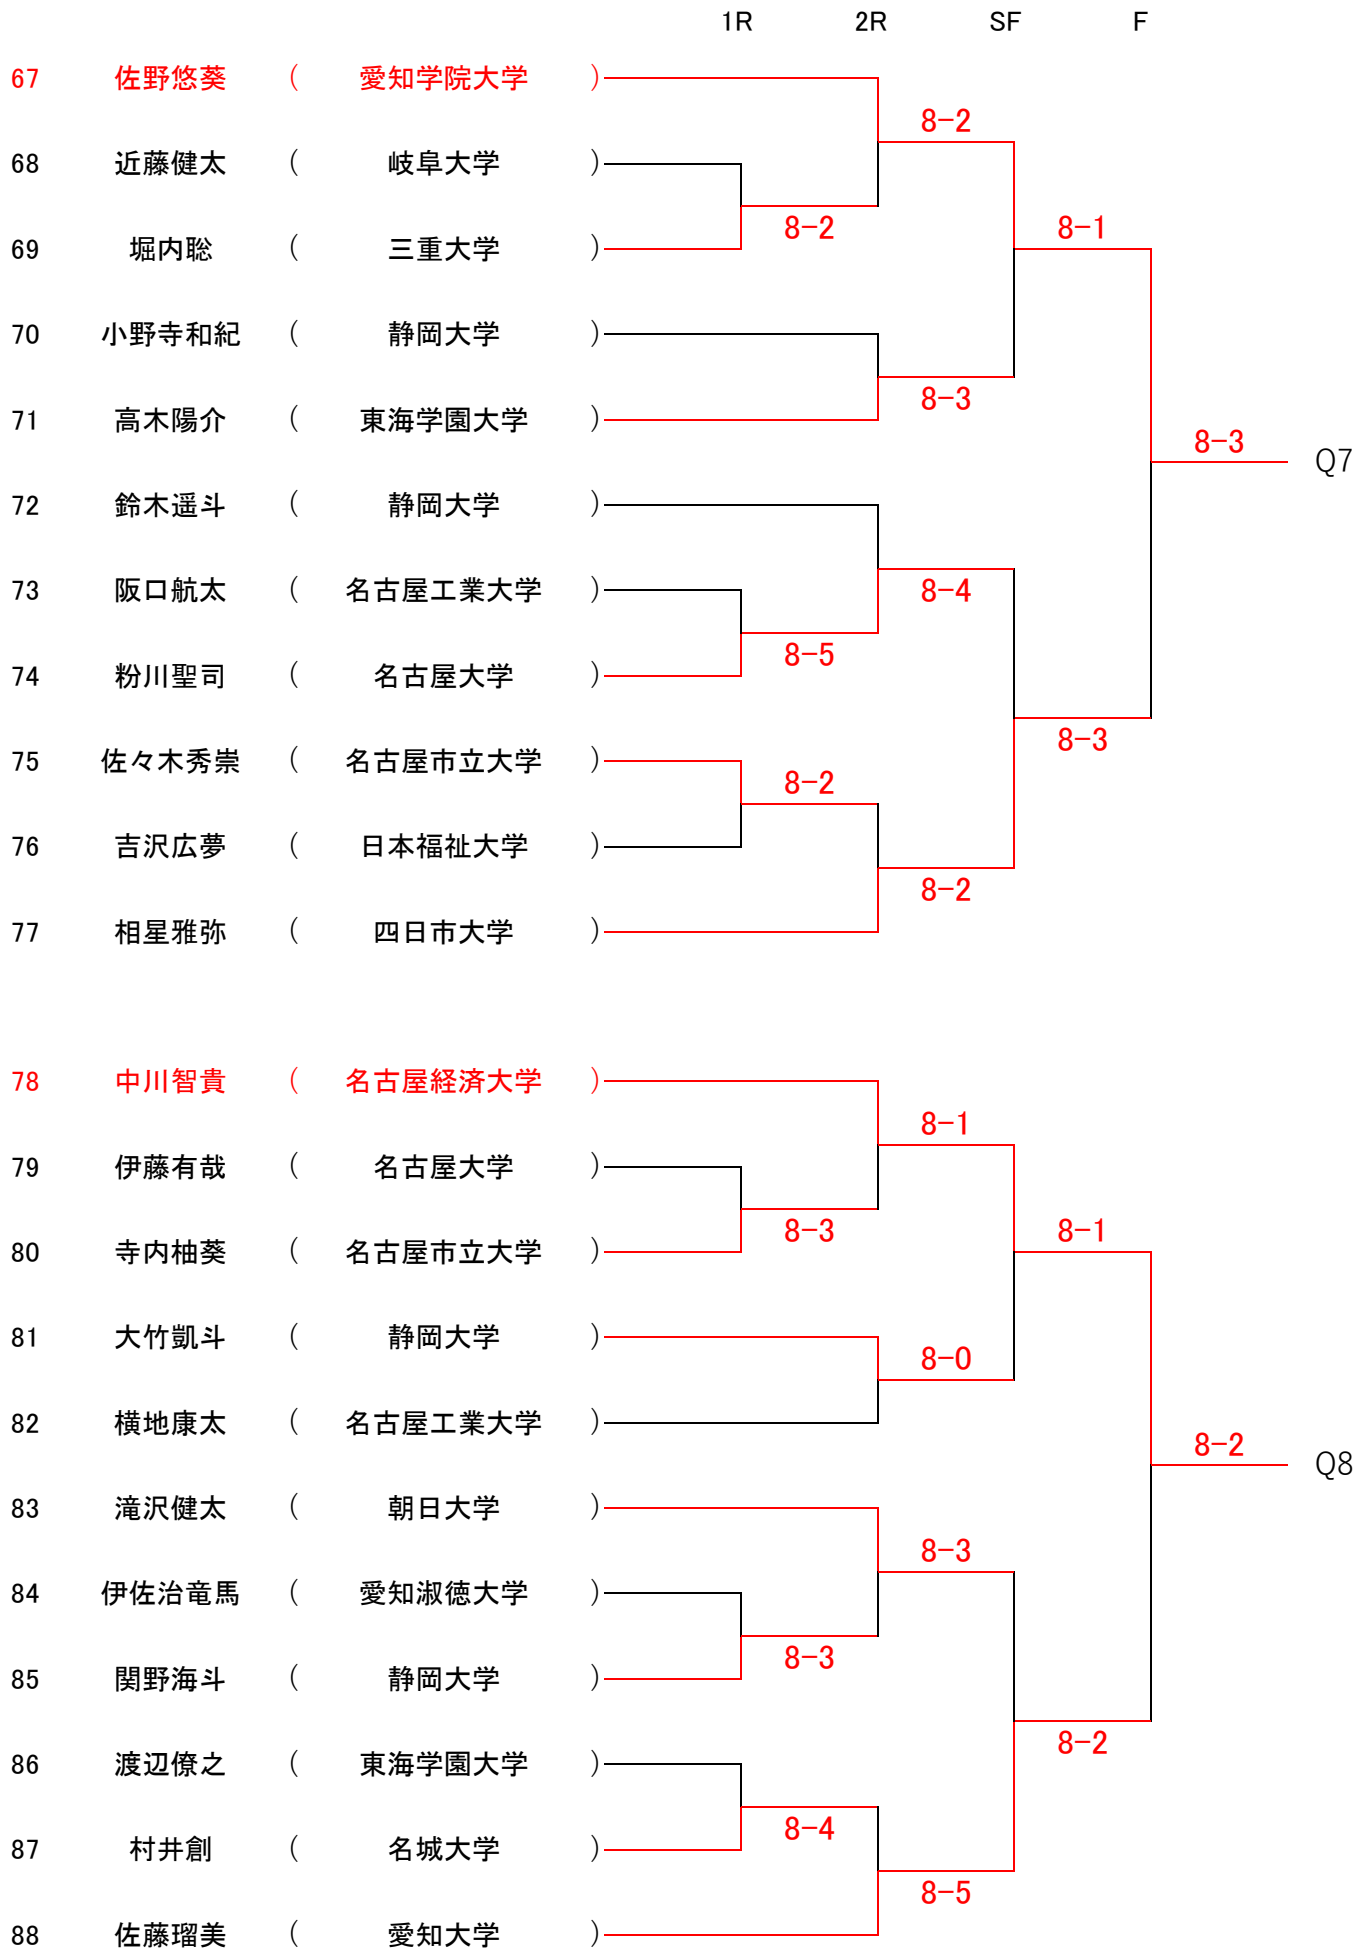 1R 2R SF F
67 佐野悠葵 ( 愛知学院大学 )
8-2
68 近藤健太 ( 岐阜大学 )
8-2 8-1
69 堀内聡 ( 三重大学 )
70 小野寺和紀 ( 静岡大学 )
8-3
71 高木陽介 ( 東海学園大学 )
8-3 Q7
72 鈴木遥斗 ( 静岡大学 )
73 阪口航太 ( 名古屋工業大学 ) 8-4
8-5
74 粉川聖司 ( 名古屋大学 )
8-3
75 佐々木秀崇 ( 名古屋市立大学 )
8-2
76 吉沢広夢 ( 日本福祉大学 )
8-2
77 相星雅弥 ( 四日市大学 )
78 中川智貴 ( 名古屋経済大学 )
8-1
79 伊藤有哉 ( 名古屋大学 )
8-3 8-1
80 寺内柚葵 ( 名古屋市立大学 )
81 大竹凱斗 ( 静岡大学 )
8-0
82 横地康太 ( 名古屋工業大学 )
8-2 Q8
83 滝沢健太 ( 朝日大学 )
8-3
84 伊佐治竜馬 ( 愛知淑徳大学 )
8-3
85 関野海斗 ( 静岡大学 )
8-2
86 渡辺僚之 ( 東海学園大学 )
8-4
87 村井創 ( 名城大学 )
8-5
88 佐藤瑠美 ( 愛知大学 )